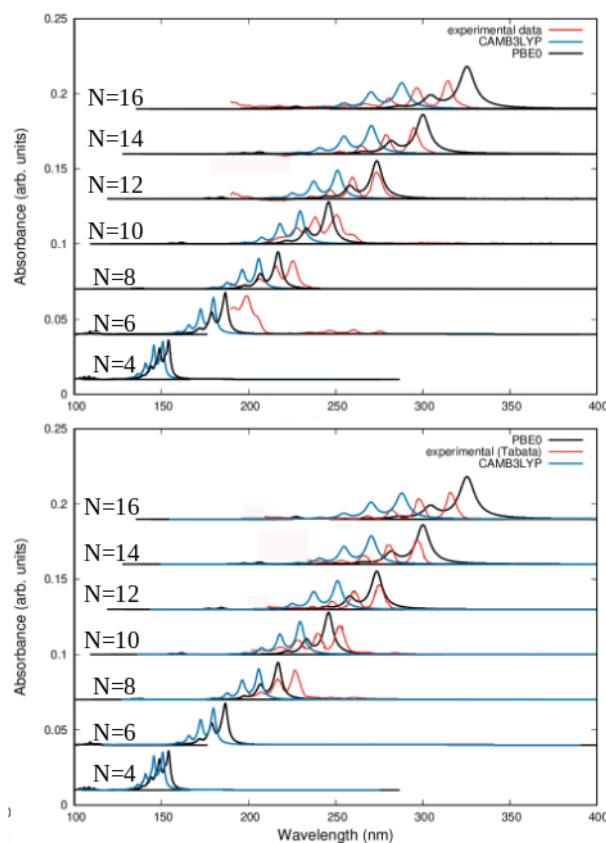 0.25
experimental data
CAMB3LYP
PBE0
0.2
N=16
N=14
0.15
N=12
Absorbance (arb. units)
N=10
0.1
N=8
N=6
0.05
N=4
0
100 150 200 250 300 350 400
0.25
PBE0
experimental (Tabata)
CAMB3LYP
0.2
N=16
N=14
0.15
N=12
Absorbance (arb. units)
N=10
0.1
N=8
N=6
0.05
N=4
0
100 150 200 250 300 350 400
Wavelength (nm)